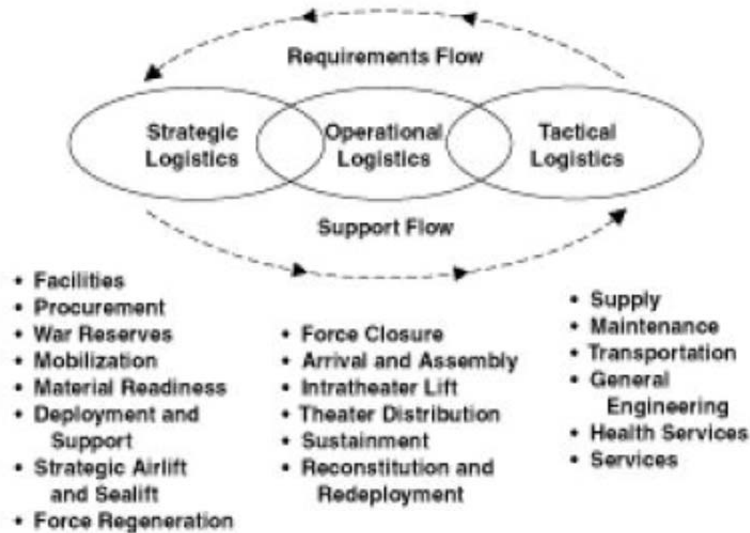 Requirements Flow
Strategic
Logistics
Operational
Logistics
Tactical
Logistics
Support Flow
• Facilities
• Procurement
• War Reserves
• Mobilization
• Material Readiness
• Deployment and
Support
• Strategic Airlift
and Sealift
• Force Regeneration
• Force Closure
• Arrival and Assembly
• Intratheater Lift
• Theater Distribution
• Sustainment
• Reconstitution and
Redeployment
• Supply
• Maintenance
• Transportation
• General
Engineering
• Health Services
• Services